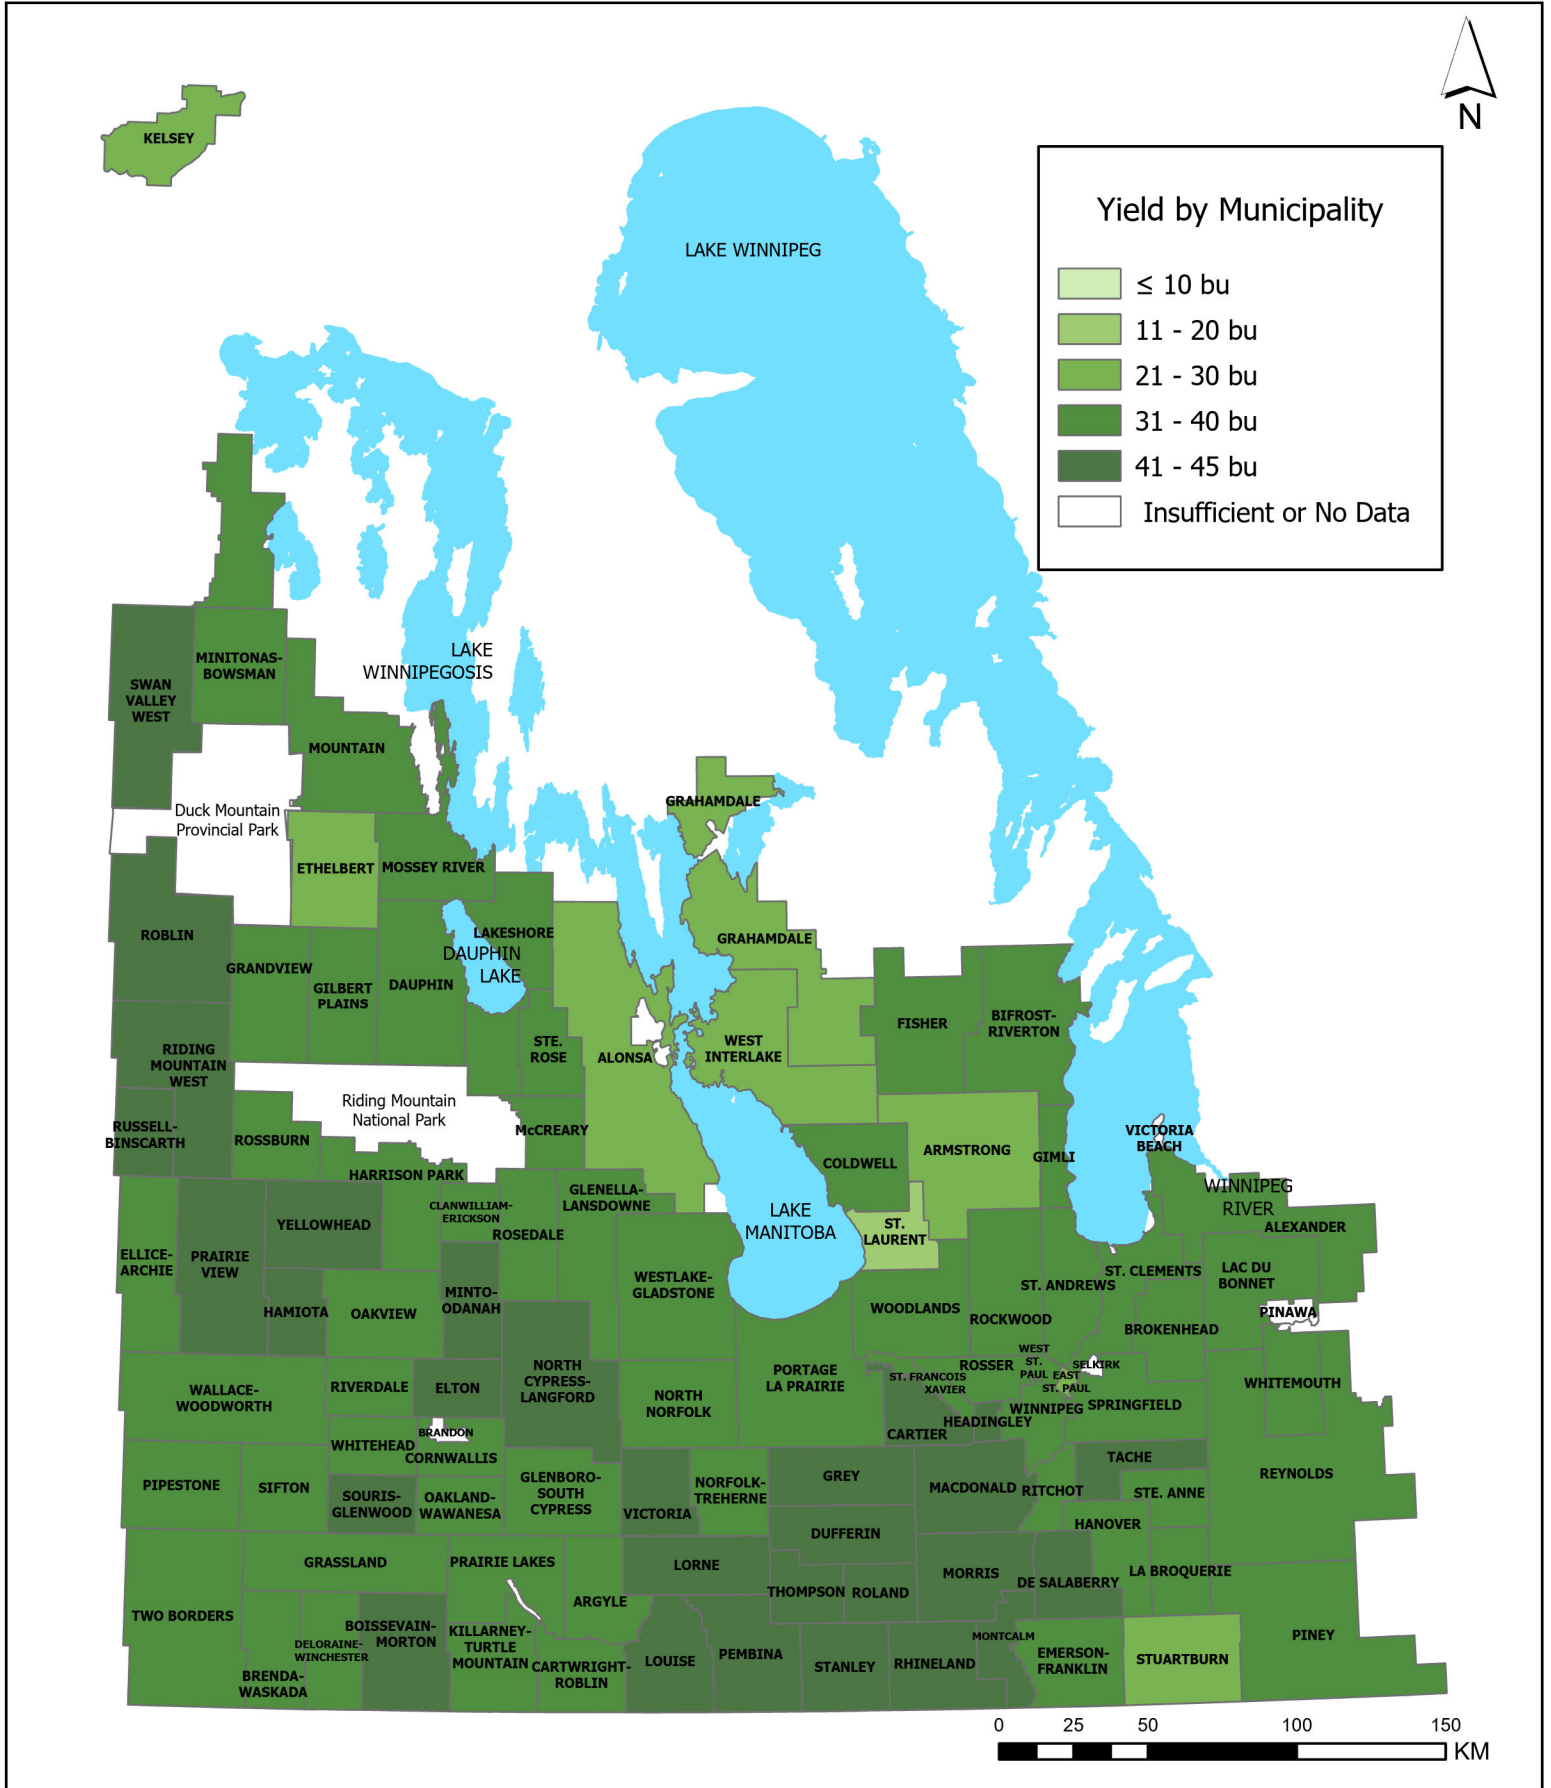 N
KELSEY
LAKE WINNIPEG
Yield by Municipality
≤ 10 bu
11 - 20 bu
21 - 30 bu
31 - 40 bu
41 - 45 bu
Insufficient or No Data
LAKE
WINNIPEGOSIS
MINITONAS-
BOWSMAN
SWAN
VALLEY
WEST
MOUNTAIN
Duck Mountain
Provincial Park
GRAHAMDALE
ETHELBERT
MOSSEY RIVER
ROBLIN
LAKESHORE
DAUPHIN
LAKE
GRAHAMDALE
GRANDVIEW
GILBERT
PLAINS
DAUPHIN
FISHER
BIFROST-
RIVERTON
STE.
ROSE
ALONSA
WEST
INTERLAKE
RIDING
MOUNTAIN
WEST
Riding Mountain
National Park
RUSSELL-
BINSCARTH
ROSSBURN
McCREARY
VICTORIA
BEACH
ARMSTRONG
GIMLI
COLDWELL
HARRISON PARK
GLENELLA-
LANSDOWNE
WINNIPEG
RIVER
ALEXANDER
CLANWILLIAM-
ERICKSON
ROSEDALE
YELLOWHEAD
LAKE
MANITOBA
ST.
LAURENT
ELLICE-
ARCHIE
PRAIRIE
VIEW
ST. CLEMENTS
LAC DU
BONNET
WESTLAKE-
GLADSTONE
ST. ANDREWS
MINTO-
ODANAH
HAMIOTA
OAKVIEW
WOODLANDS
ROCKWOOD
PINAWA
BROKENHEAD
WEST
ST.
PAUL
EAST
ST. PAUL
SELKIRK
ROSSER
ST. FRANCOIS
XAVIER
NORTH
CYPRESS-
LANGFORD
PORTAGE
LA PRAIRIE
WHITEMOUTH
WALLACE-
WOODWORTH
RIVERDALE
ELTON
NORTH
NORFOLK
WINNIPEG
SPRINGFIELD
HEADINGLEY
CARTIER
BRANDON
WHITEHEAD
CORNWALLIS
TACHE
REYNOLDS
PIPESTONE
SIFTON
GLENBORO-
SOUTH
CYPRESS
NORFOLK-
TREHERNE
GREY
MACDONALD
RITCHOT
STE. ANNE
SOURIS-
GLENWOOD
OAKLAND-
WAWANESA
VICTORIA
HANOVER
DUFFERIN
GRASSLAND
PRAIRIE LAKES
LORNE
MORRIS
DE SALABERRY
LA BROQUERIE
THOMPSON
ROLAND
ARGYLE
TWO BORDERS
BOISSEVAIN-
MORTON
DELORAINE-
WINCHESTER
KILLARNEY-
TURTLE
MOUNTAIN
BRENDA-
WASKADA
CARTWRIGHT-
ROBLIN
LOUISE
PEMBINA
STANLEY
RHINELAND
MONTCALM
EMERSON-
FRANKLIN
STUARTBURN
PINEY
0 25 50 100 150
KM